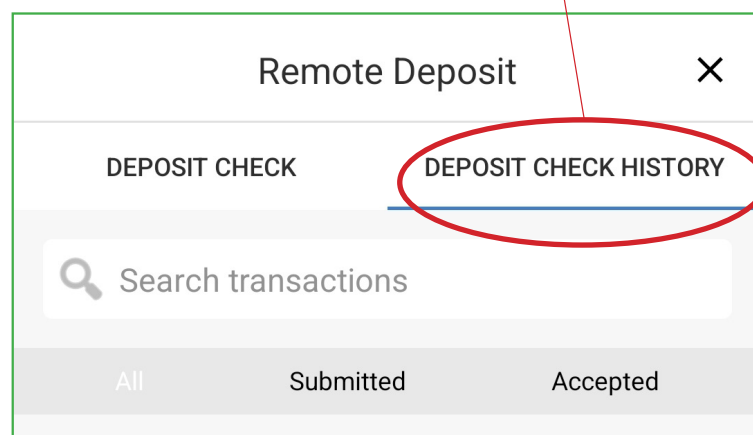 Remote Deposit
DEPOSIT CHECK DEPOSIT CHECK HISTORY
Search transactions
All Submitted Accepted